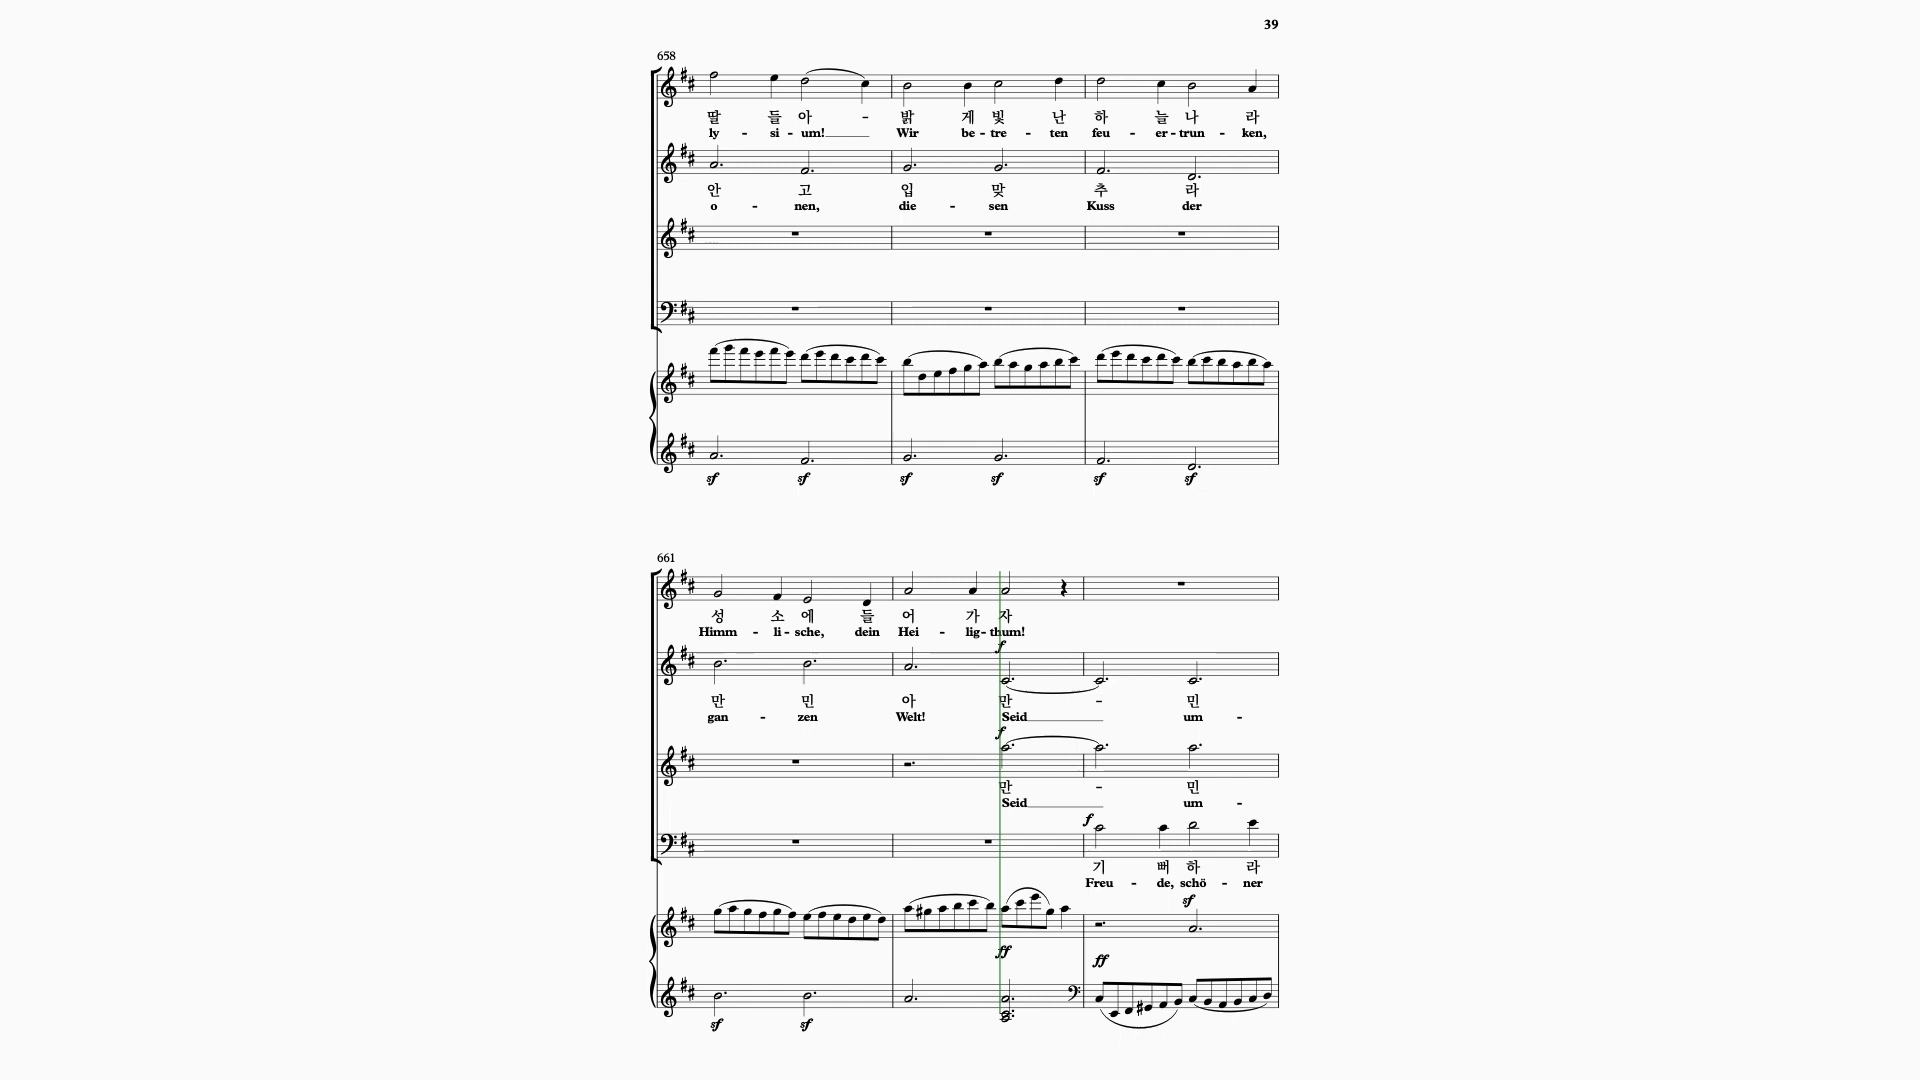 39
658
딸 들 아 - 밝 게 빛 난 하 늘 나 라
ly - si - um! Wir be - tre - ten feu - er - trun - ken,
안 고 입 맞 추 라
o - nen, die - sen Kuss der
sf sf sf sf sf sf
661
성 소 에 들 어 가 자
Himm - li - sche, dein Hei - lig - thum!
f
만 민 아 만 - 민
gan - zen Welt! Seid um -
f
만 - 민
Seid um -
f
기 뻐 하 라
Freu - de, schö - ner
sf
ff
ff
sf sf